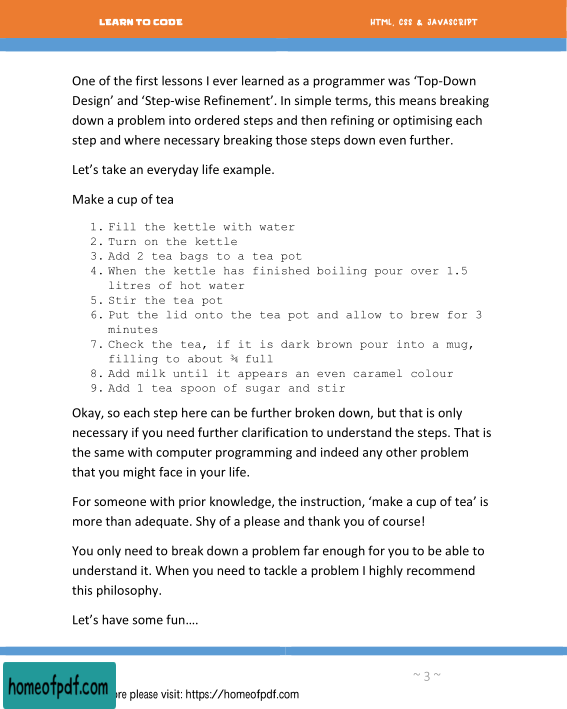 LEARN TO CODE
HTML, CSS & JAVASCRIPT
One of the first lessons I ever learned as a programmer was ‘Top-Down
Design’ and ‘Step-wise Refinement’. In simple terms, this means breaking
down a problem into ordered steps and then refining or optimising each
step and where necessary breaking those steps down even further.
Let’s take an everyday life example.
Make a cup of tea
1. Fill the kettle with water
2. Turn on the kettle
3. Add 2 tea bags to a tea pot
4. When the kettle has finished boiling pour over 1.5
litres of hot water
5. Stir the tea pot
6. Put the lid onto the tea pot and allow to brew for 3
minutes
7. Check the tea, if it is dark brown pour into a mug,
filling to about ¾ full
8. Add milk until it appears an even caramel colour
9. Add 1 tea spoon of sugar and stir
Okay, so each step here can be further broken down, but that is only
necessary if you need further clarification to understand the steps. That is
the same with computer programming and indeed any other problem
that you might face in your life.
For someone with prior knowledge, the instruction, ‘make a cup of tea’ is
more than adequate. Shy of a please and thank you of course!
You only need to break down a problem far enough for you to be able to
understand it. When you need to tackle a problem I highly recommend
this philosophy.
Let’s have some fun….
~ 3 ~
homeofpdf.com
please visit: https://homeofpdf.com